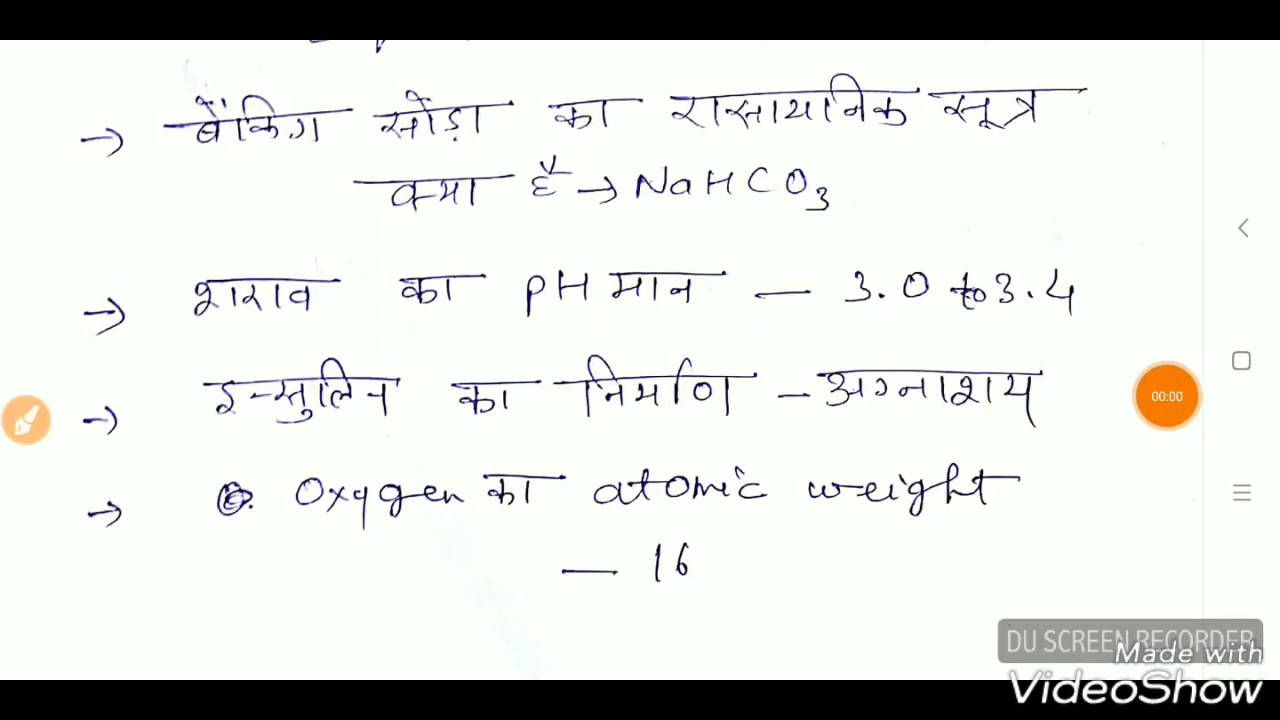 → बेंकिग सोंड़ा का रासायनिक सूत्र
क्या हैं → NaHCO3
→ शराव का pH मान — 3.0 to 3.4
→ इन्सुलिन का निर्माण — अग्नाशय
00:00
→ Oxygen का atomic weight
— 16
DU SCREEN RECORDER
Made with
VideoShow